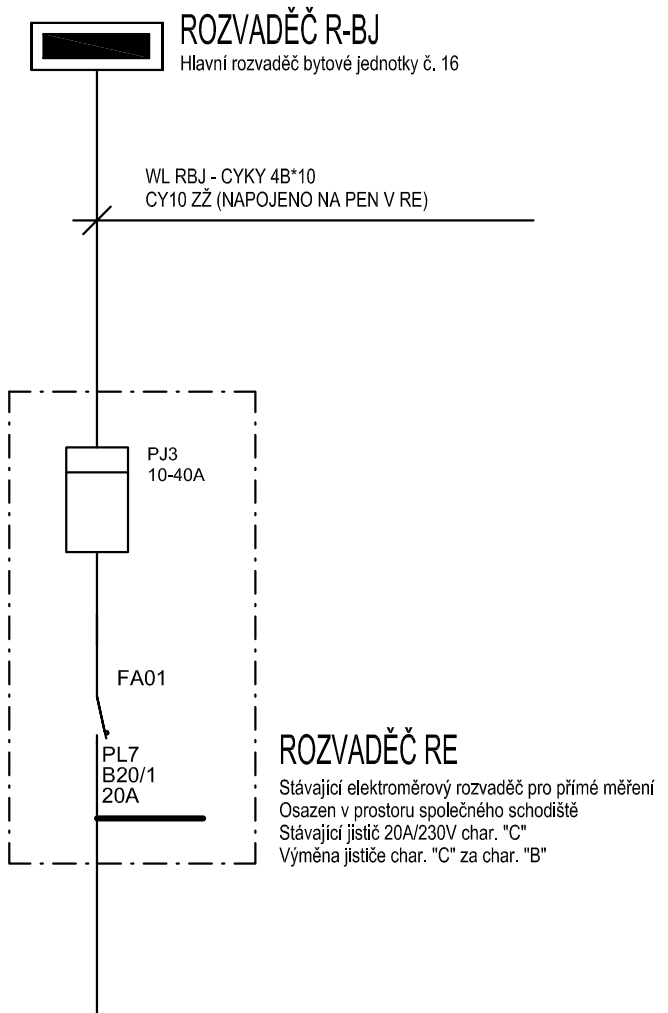 ROZVADĚČ R-BJ
Hlavní rozvaděč bytové jednotky č. 16
WL RBJ - CYKY 4B*10
CY10 ZŽ (NAPOJENO NA PEN V RE)
PJ3
10-40A
FA01
PL7
B20/1
20A
ROZVADĚČ RE
Stávající elektroměrový rozvaděč pro přímé měření
Osazen v prostoru společného schodiště
Stávající jistič 20A/230V char. "C"
Výměna jističe char. "C" za char. "B"